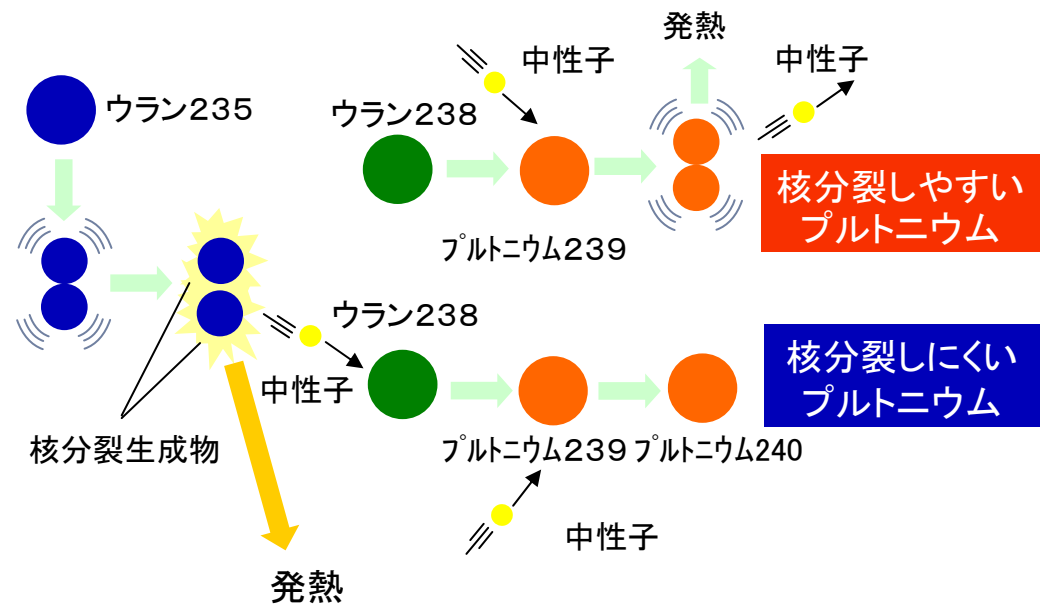 発熱
中性子
中性子
ウラン２３５
ウラン２３８
核分裂しやすい
プルトニウム
ﾌﾟﾙﾄﾆｳﾑ２３９
ウラン２３８
核分裂しにくい
プルトニウム
中性子
核分裂生成物
ﾌﾟﾙﾄﾆｳﾑ２３９
ﾌﾟﾙﾄﾆｳﾑ240
中性子
発熱